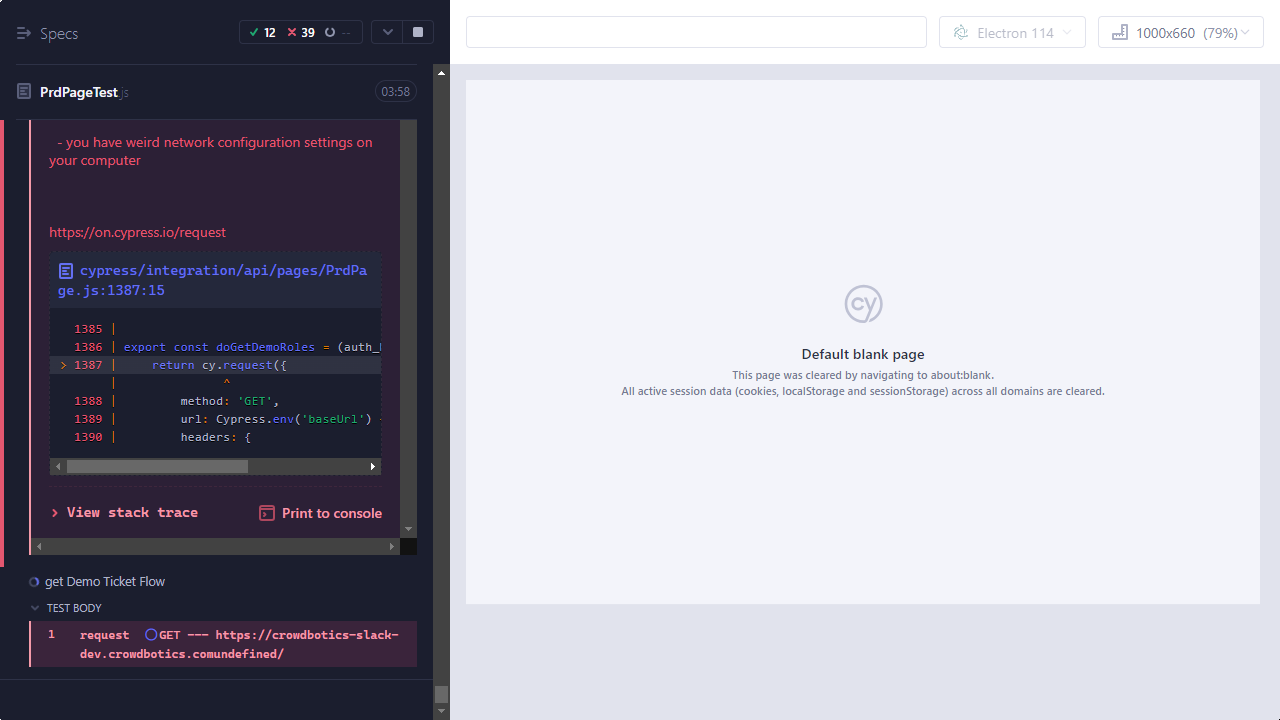 Specs
12 39 --
Electron 114
1000x660 (79%)
PrdPageTest.js
03:58
- you have weird network configuration settings on
your computer
https://on.cypress.io/request
cypress/integration/api/pages/PrdPa
ge.js:1387:15
1385 |
1386 | export const doGetDemoRoles = (auth_
> 1387 | return cy.request({
| ^
1388 | method: 'GET',
1389 | url: Cypress.env('baseUrl')
1390 | headers: {
> View stack trace
Print to console
get Demo Ticket Flow
TEST BODY
1 request GET --- https://crowdbotics-slack-
dev.crowdbotics.comundefined/
cy
Default blank page
This page was cleared by navigating to about:blank.
All active session data (cookies, localStorage and sessionStorage) across all domains are cleared.